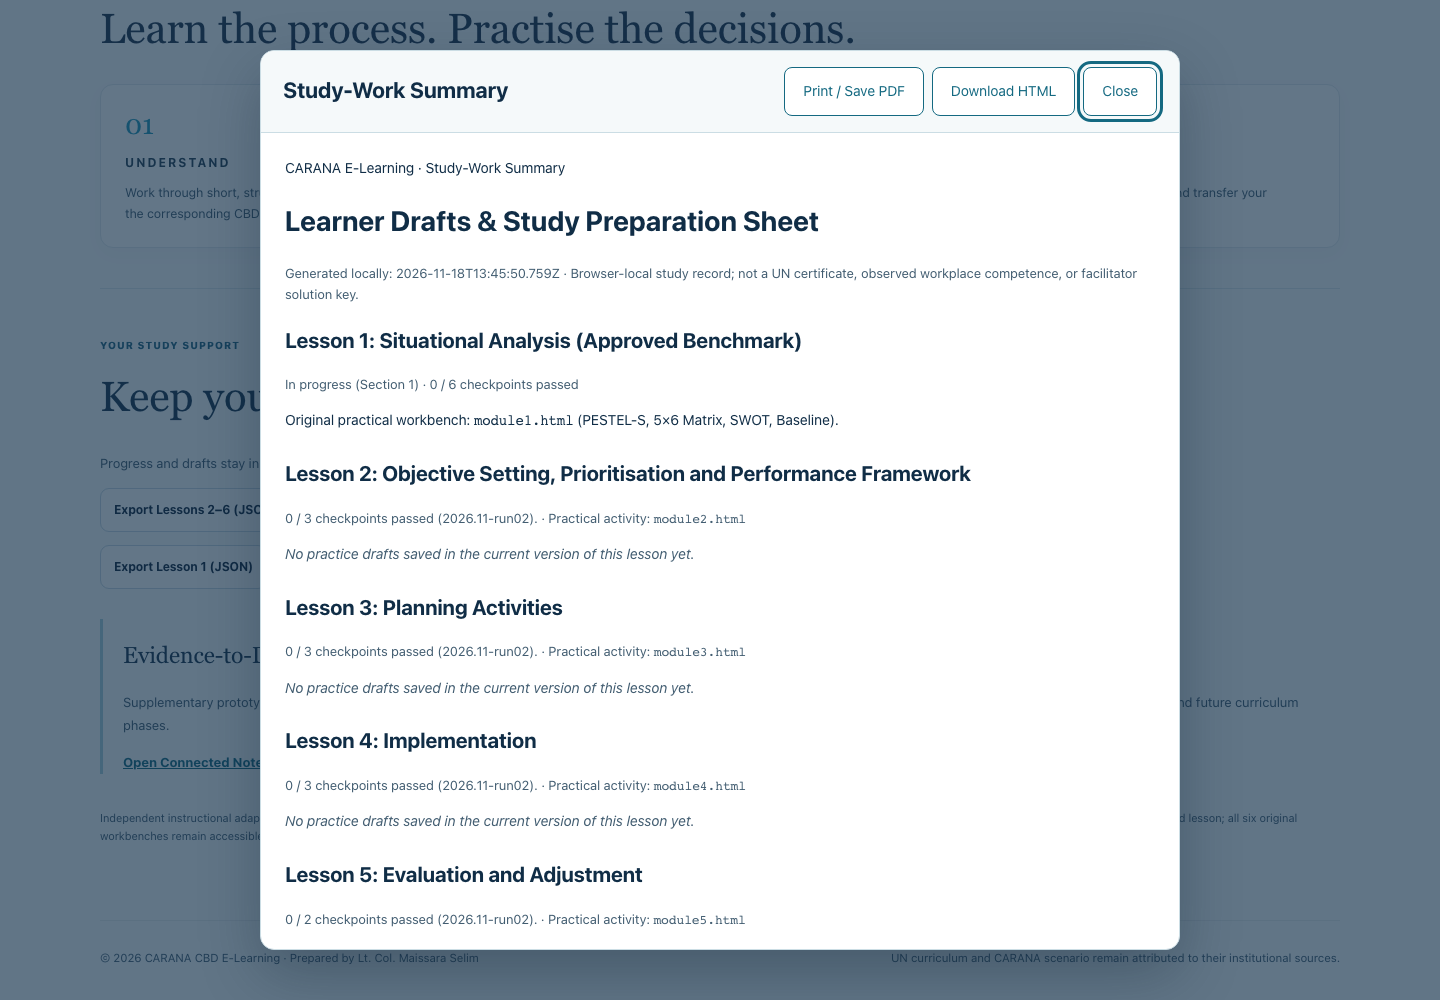 Learn the process. Practise the decisions.
Study-Work Summary
Print / Save PDF
Download HTML
Close
01
UNDERSTAND
Work through short, str
the corresponding CBD
nd transfer your
CARANA E-Learning · Study-Work Summary
Learner Drafts & Study Preparation Sheet
Generated locally: 2026-11-18T13:45:50.759Z · Browser-local study record; not a UN certificate, observed workplace competence, or facilitator
solution key.
Lesson 1: Situational Analysis (Approved Benchmark)
In progress (Section 1) · 0 / 6 checkpoints passed
Original practical workbench: module1.html (PESTEL-S, 5×6 Matrix, SWOT, Baseline).
Lesson 2: Objective Setting, Prioritisation and Performance Framework
0 / 3 checkpoints passed (2026.11-run02). · Practical activity: module2.html
No practice drafts saved in the current version of this lesson yet.
Lesson 3: Planning Activities
0 / 3 checkpoints passed (2026.11-run02). · Practical activity: module3.html
No practice drafts saved in the current version of this lesson yet.
Lesson 4: Implementation
0 / 3 checkpoints passed (2026.11-run02). · Practical activity: module4.html
No practice drafts saved in the current version of this lesson yet.
Lesson 5: Evaluation and Adjustment
0 / 2 checkpoints passed (2026.11-run02). · Practical activity: module5.html
YOUR STUDY SUPPORT
Keep you
Progress and drafts stay in
Export Lessons 2–6 (JSO
Export Lesson 1 (JSON)
Evidence-to-D
Supplementary prototy
nd future curriculum
phases.
Open Connected Note
Independent instructional adap
d lesson; all six original
workbenches remain accessible
© 2026 CARANA CBD E-Learning · Prepared by Lt. Col. Maissara Selim
UN curriculum and CARANA scenario remain attributed to their institutional sources.